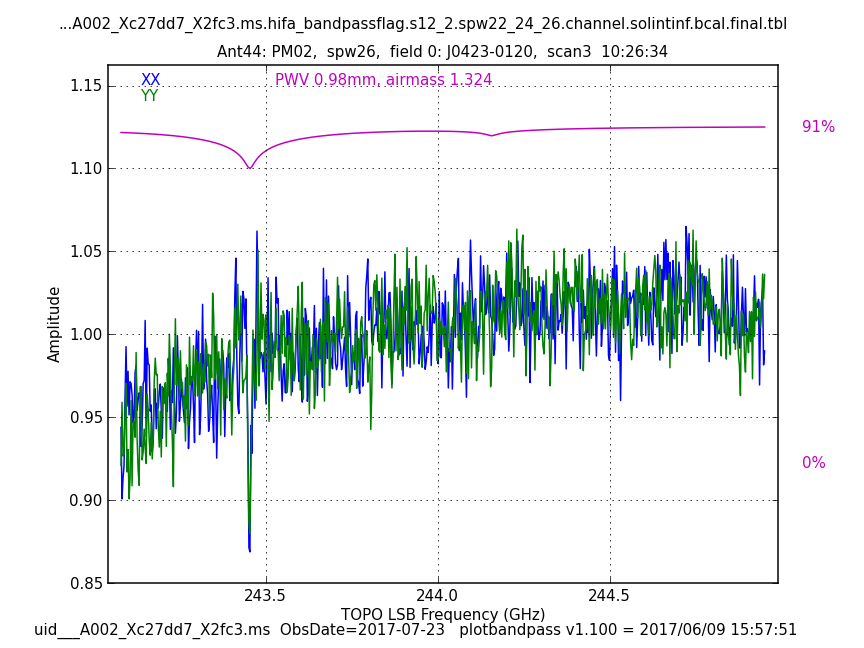 ...A002_Xc27dd7_X2fc3.ms.hifa_bandpassflag.s12_2.spw22_24_26.channel.solintinf.bcal.final.tbl
Ant44: PM02,  spw26,  field 0: J0423-0120,  scan3  10:26:34
XX
PWV 0.98mm, airmass 1.324
YY
1.15
1.10
1.05
1.00
0.95
0.90
0.85
Amplitude
91%
0%
243.5
244.0
244.5
TOPO LSB Frequency (GHz)
uid___A002_Xc27dd7_X2fc3.ms  ObsDate=2017-07-23   plotbandpass v1.100 = 2017/06/09 15:57:51